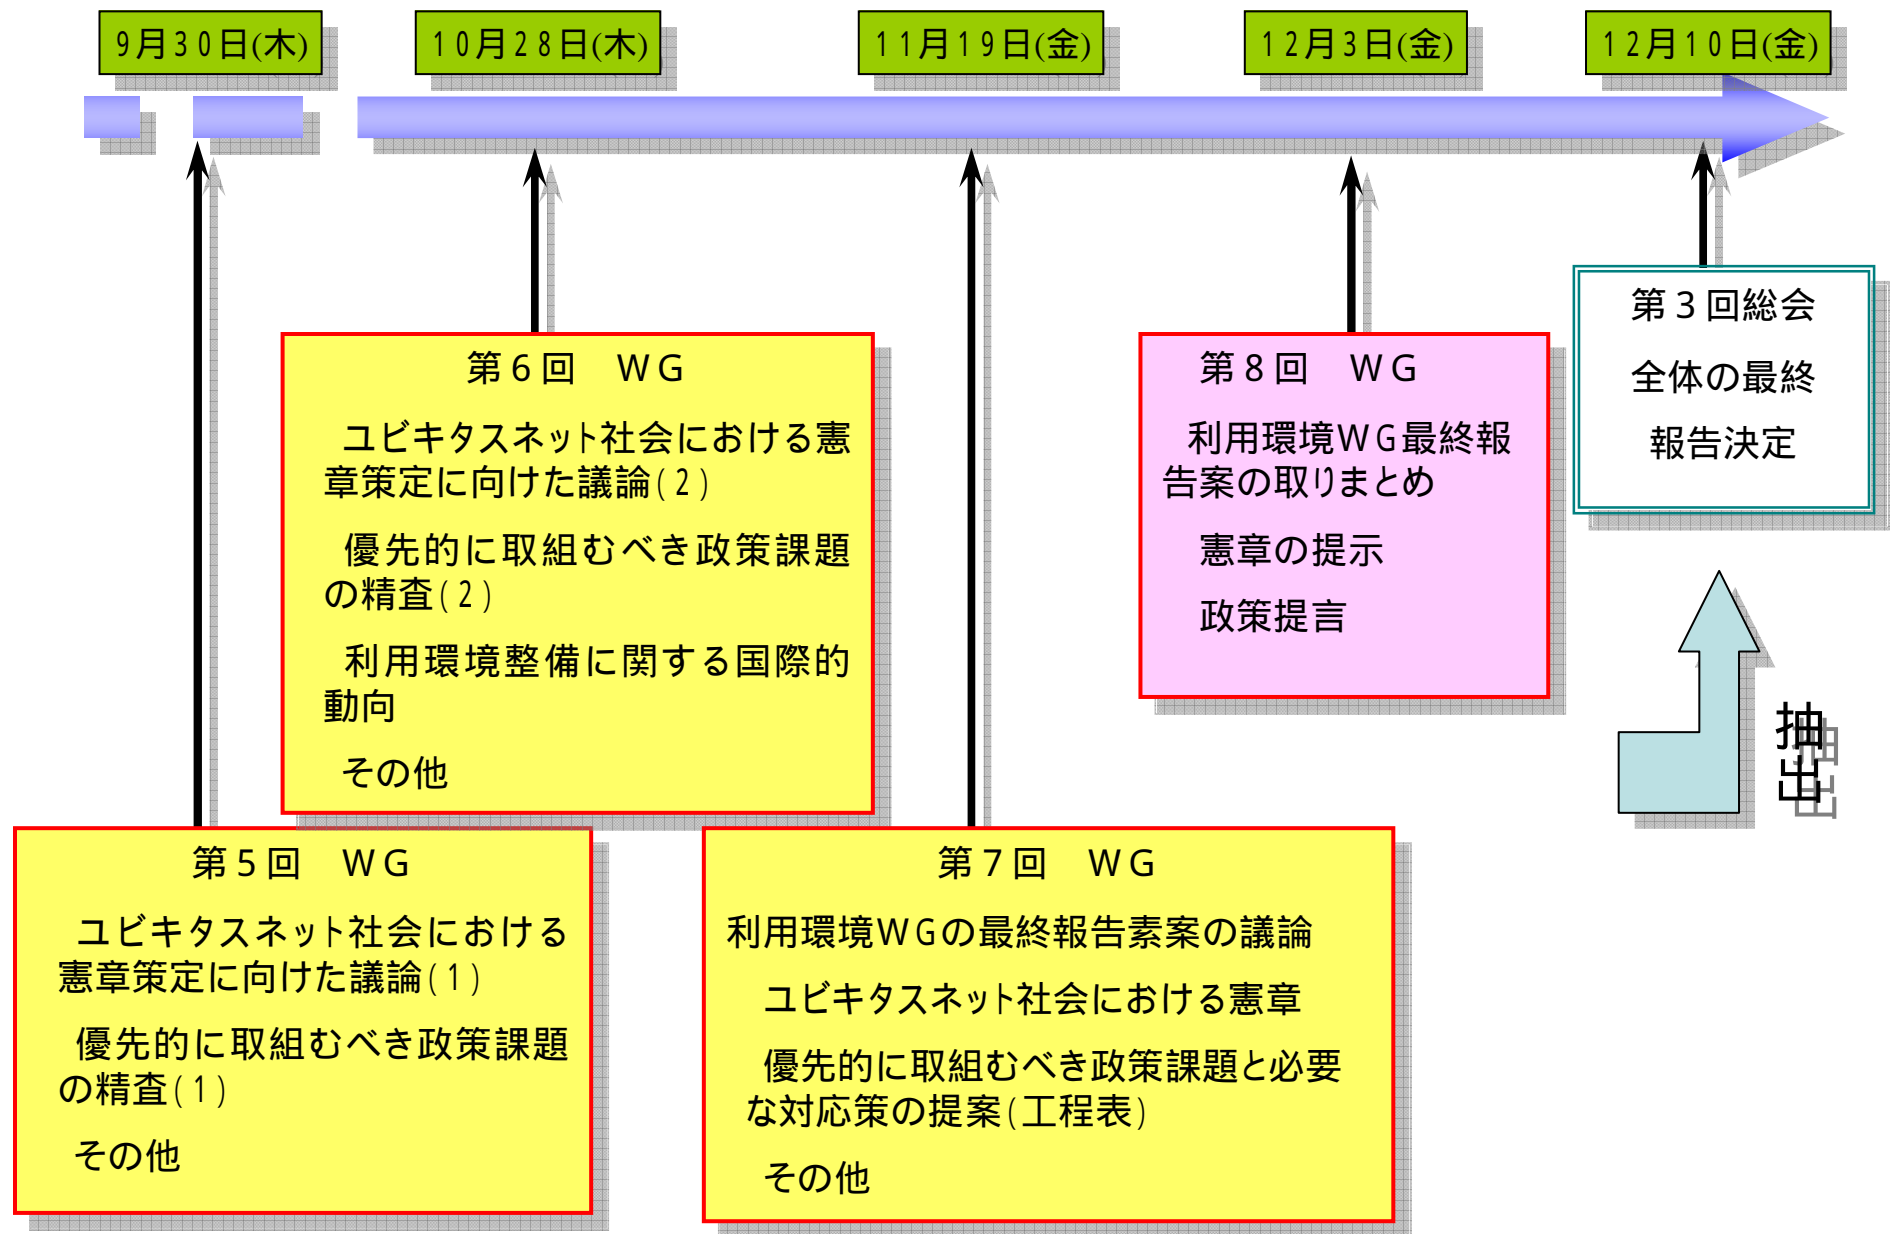 9月30日(木)
10月28日(木)
11月19日(金)
12月3日(金)
12月10日(金)
第3回総会
全体の最終
報告決定
第6回　WG
ユビキタスネット社会における憲
章策定に向けた議論(2)
優先的に取組むべき政策課題
の精査(2)
利用環境整備に関する国際的
動向
その他
第8回　WG
利用環境WG最終報
告案の取りまとめ
憲章の提示
政策提言
抽出
第5回　WG
ユビキタスネット社会における
憲章策定に向けた議論(1)
優先的に取組むべき政策課題
の精査(1)
その他
第7回　WG
利用環境WGの最終報告素案の議論
ユビキタスネット社会における憲章
優先的に取組むべき政策課題と必要
な対応策の提案(工程表)
その他